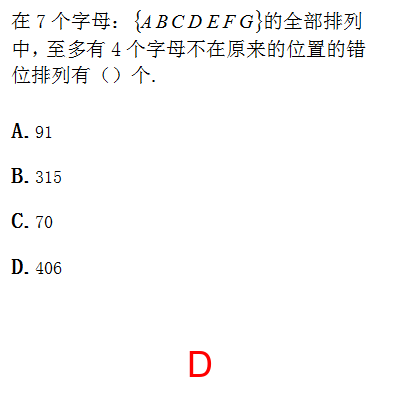 在 7 个字母：{A B C D E F G}的全部排列
中，至多有 4 个字母不在原来的位置的错
位排列有（）个.
A. 91
B. 315
C. 70
D. 406
D